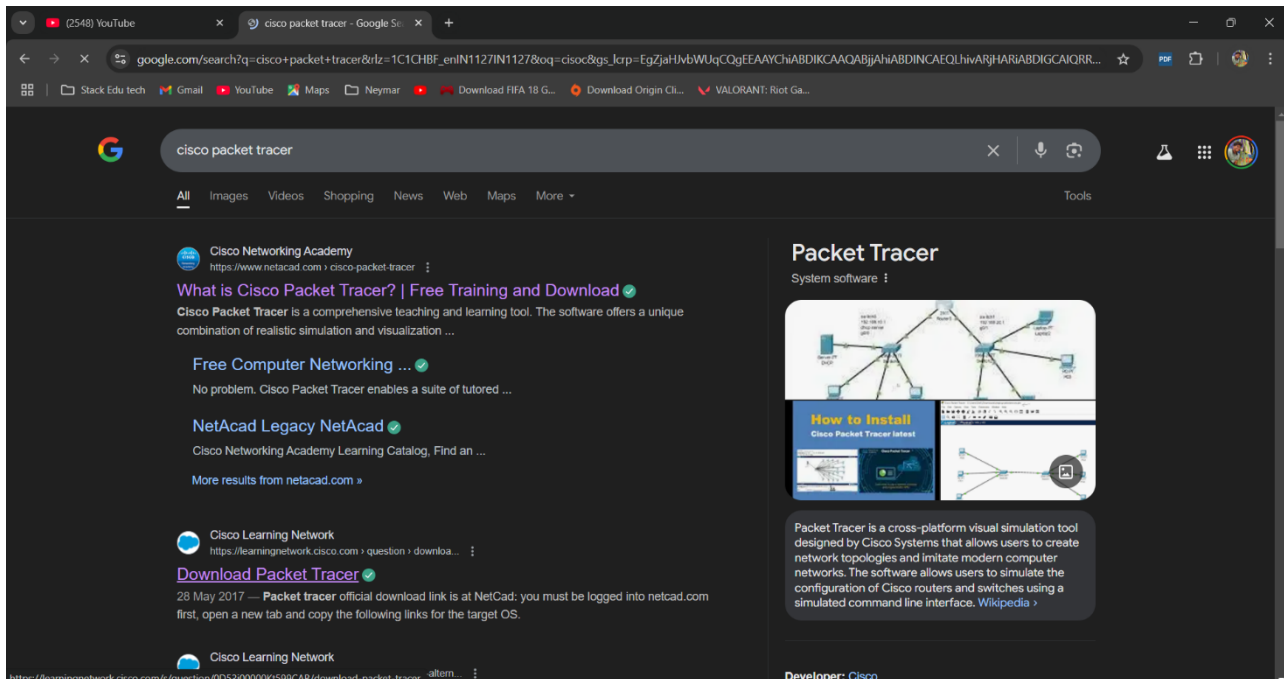 (2548) YouTube
cisco packet tracer - Google Se
google.com/search?q=cisco+packet+tracer&rlz=1C1CHBF_enIN1127IN1127&oq=cisoc&gs_lcrp=EgZjaHJvbWUqCQgEEAAYChiABDIKCAAQABjjAhiABDINCAEQLhivARjHARiABDIGCAIQRR...
PDF
Stack Edu tech Gmail YouTube Maps Neymar Download FIFA 18 G... Download Origin Cli... VALORANT: Riot Ga...
cisco packet tracer
All Images Videos Shopping News Web Maps More
Tools
Cisco Networking Academy
https://www.netacad.com › cisco-packet-tracer
What is Cisco Packet Tracer? | Free Training and Download
Cisco Packet Tracer is a comprehensive teaching and learning tool. The software offers a unique
combination of realistic simulation and visualization ...
Free Computer Networking ...
No problem. Cisco Packet Tracer enables a suite of tutored ...
NetAcad Legacy NetAcad
Cisco Networking Academy Learning Catalog, Find an ...
More results from netacad.com »
Cisco Learning Network
https://learningnetwork.cisco.com › question › downloa...
Download Packet Tracer
28 May 2017 — Packet tracer official download link is at NetCad: you must be logged into netcad.com
first, open a new tab and copy the following links for the target OS.
Cisco Learning Network
-altern...
Packet Tracer
System software
How to Install
Cisco Packet Tracer latest
Packet Tracer is a cross-platform visual simulation tool
designed by Cisco Systems that allows users to create
network topologies and imitate modern computer
networks. The software allows users to simulate the
configuration of Cisco routers and switches using a
simulated command line interface. Wikipedia ›
Developer: Cisco